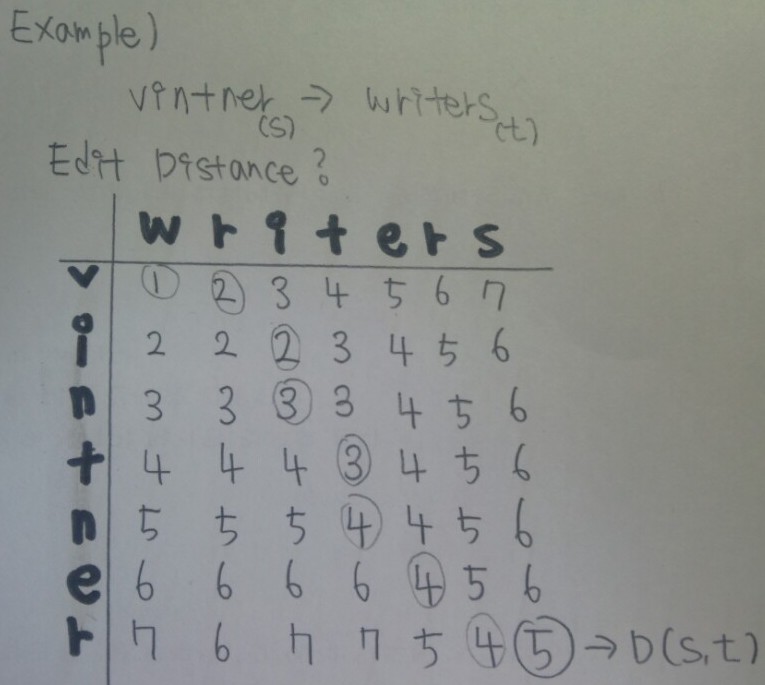 Example)
vintner(s) → writers(t)
Edit Distance?
w r i t e r s
v 1 2 3 4 5 6 7
i 2 2 2 3 4 5 6
n 3 3 3 3 4 5 6
t 4 4 4 3 4 5 6
n 5 5 5 4 4 5 6
e 6 6 6 6 4 5 6
r 7 6 7 7 5 4 5 → D(s,t)